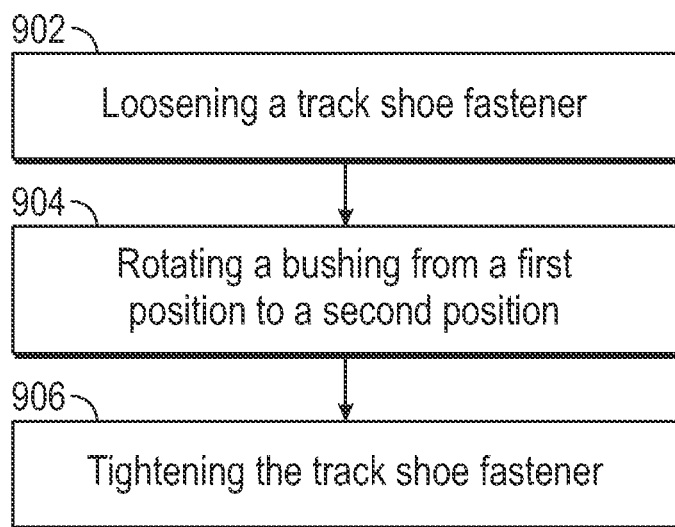 902
Loosening a track shoe fastener
904
Rotating a bushing from a first
position to a second position
906
Tightening the track shoe fastener